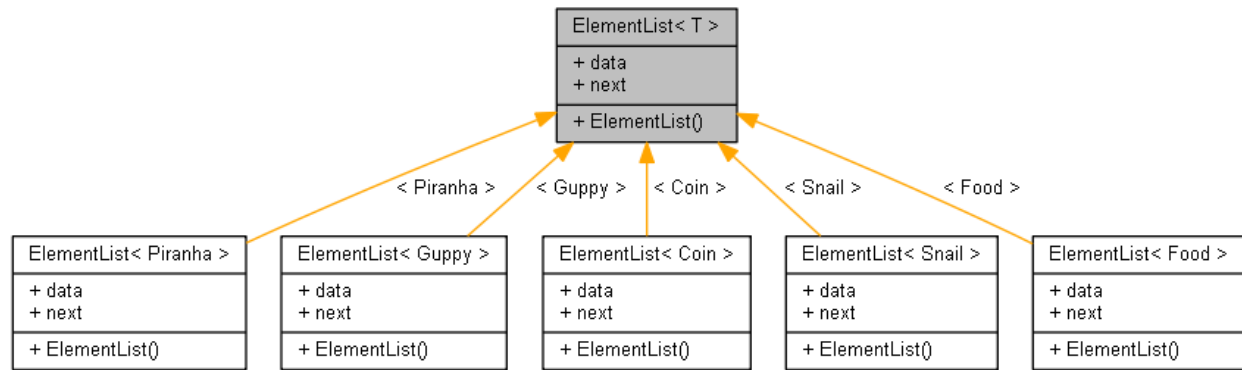 ElementList< T >
+ data
+ next
+ ElementList()
< Piranha >
< Guppy >
< Coin >
< Snail >
< Food >
ElementList< Piranha >
+ data
+ next
+ ElementList()
ElementList< Guppy >
+ data
+ next
+ ElementList()
ElementList< Coin >
+ data
+ next
+ ElementList()
ElementList< Snail >
+ data
+ next
+ ElementList()
ElementList< Food >
+ data
+ next
+ ElementList()